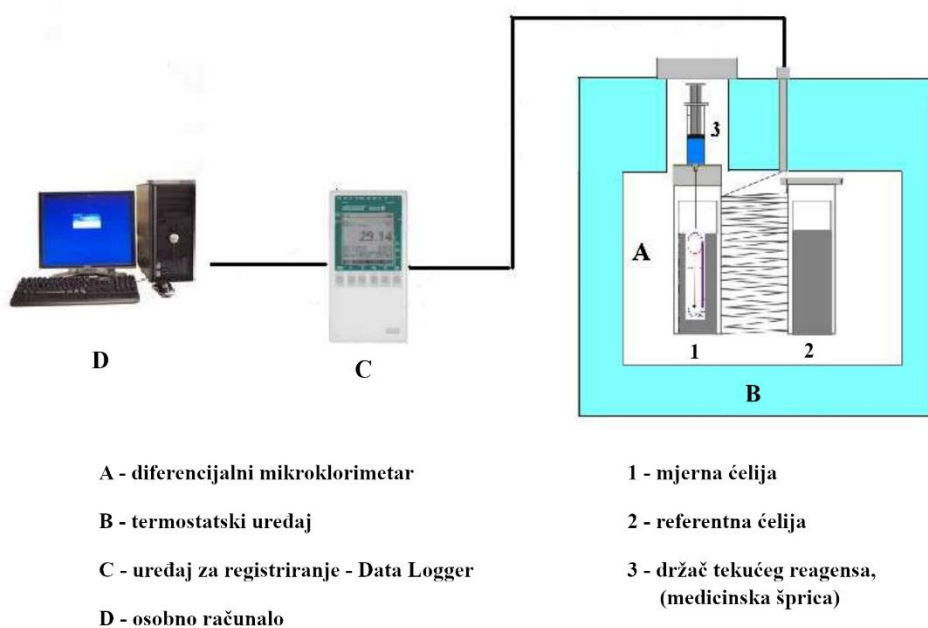 3
29.14
A
1
2
D
C
B
A - diferencijalni mikroklorimetar
B - termostatski uređaj
C - uređaj za registriranje - Data Logger
D - osobno računalo
1 - mjerna ćelija
2 - referentna ćelija
3 - držač tekućeg reagensa,
(medicinska šprica)